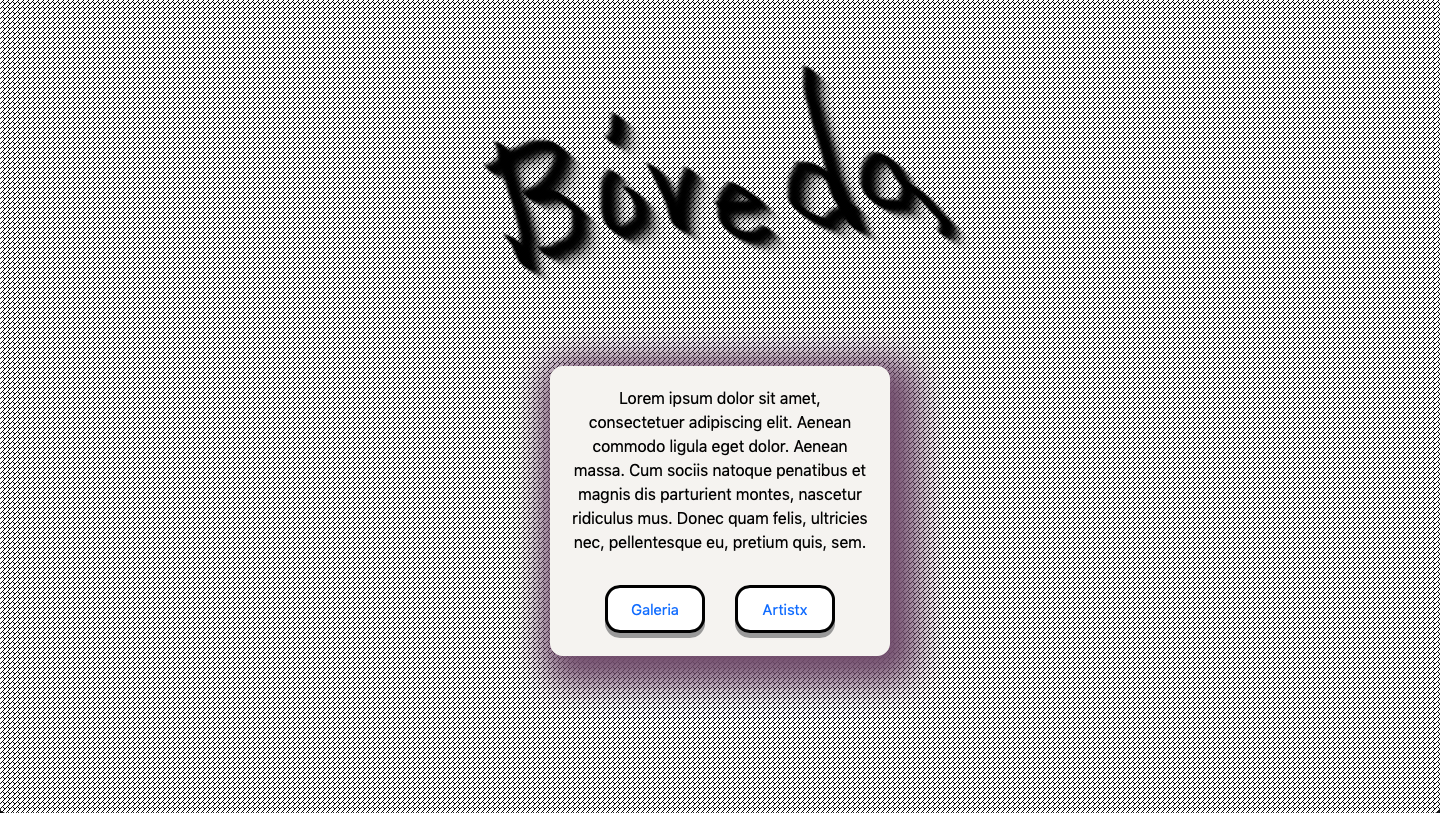 Bóveda
Lorem ipsum dolor sit amet,
consectetuer adipiscing elit. Aenean
commodo ligula eget dolor. Aenean
massa. Cum sociis natoque penatibus et
magnis dis parturient montes, nascetur
ridiculus mus. Donec quam felis, ultricies
nec, pellentesque eu, pretium quis, sem.
Galeria Artistx